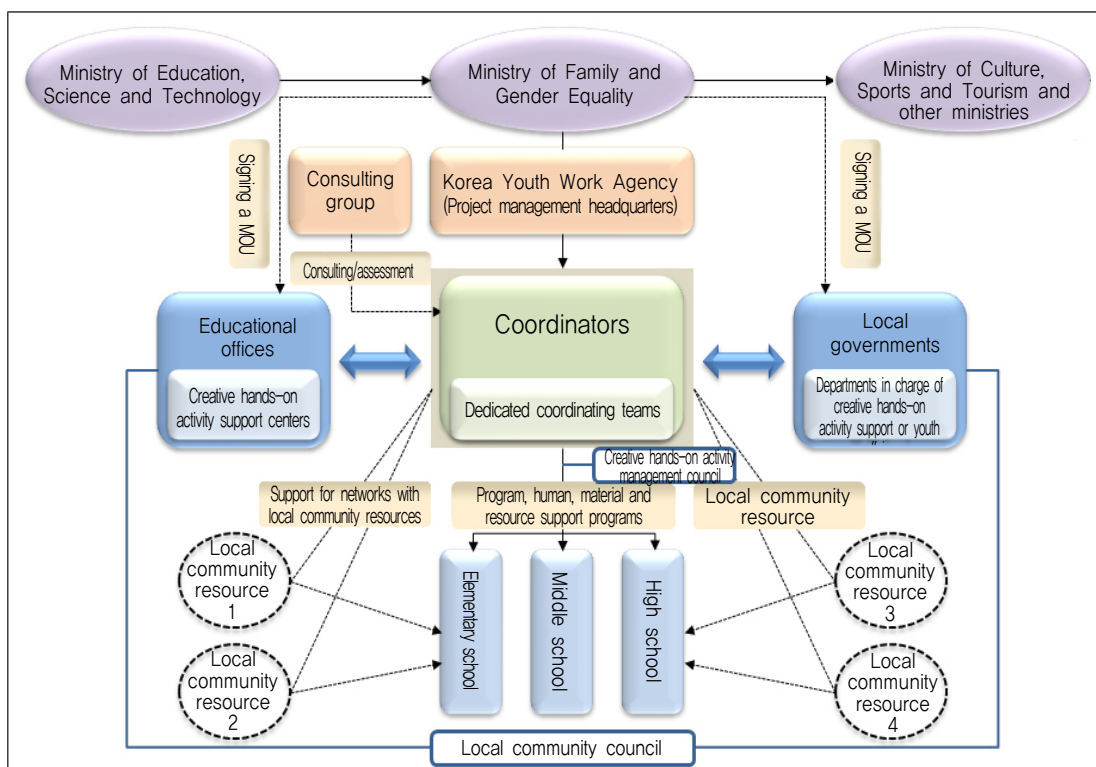 Ministry of Education,
Science and Technology
Ministry of Family and
Gender Equality
Ministry of Culture,
Sports and Tourism and
other ministries
Signing a MOU
Consulting
group
Korea Youth Work Agency
(Project management headquarters)
Signing a MOU
Consulting/assessment
Educational
offices
Creative hands-on
activity support centers
Coordinators
Dedicated coordinating teams
Local
governments
Departments in charge of
creative hands-on
activity support or youth
Creative hands-on activity
management council
Support for networks with
local community resources
Program, human, material and
resource support programs
Local community
resource
Local
community
resource
1
Local
community
resource
2
Elementary school
Middle school
High school
Local
community
resource
3
Local
community
resource
4
Local community council